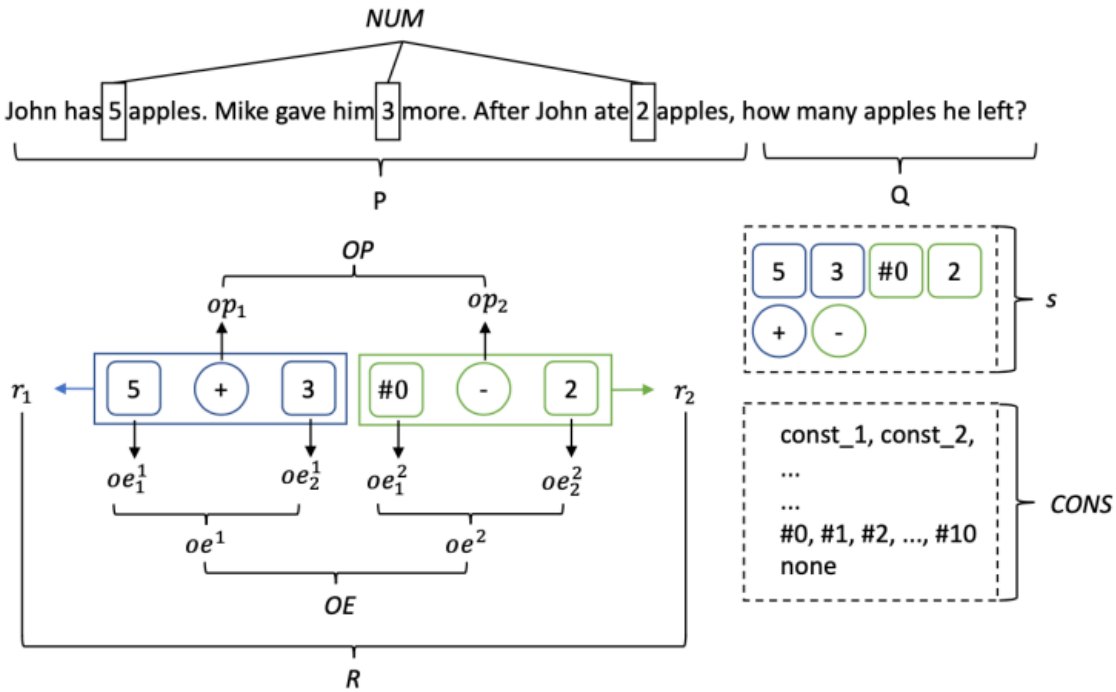 NUM
John has 5 apples. Mike gave him 3 more. After John ate 2 apples, how many apples he left?
P
Q
OP
op₁
op₂
r₁
5 + 3
#0 - 2
r₂
oe₁¹
oe₂¹
oe₁²
oe₂²
oe¹
oe²
OE
R
5 3 #0 2
+ -
s
const_1, const_2,
...
...
#0, #1, #2, ..., #10
none
CONS